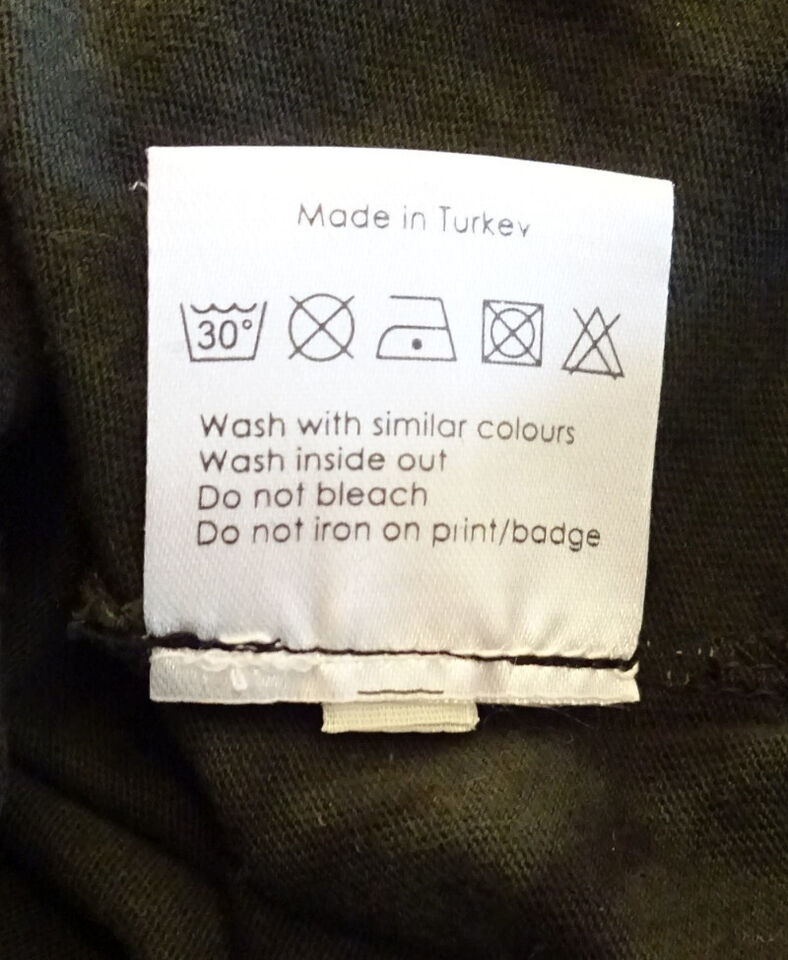 Made in Turkey
30°
Wash with similar colours
Wash inside out
Do not bleach
Do not iron on print/badge